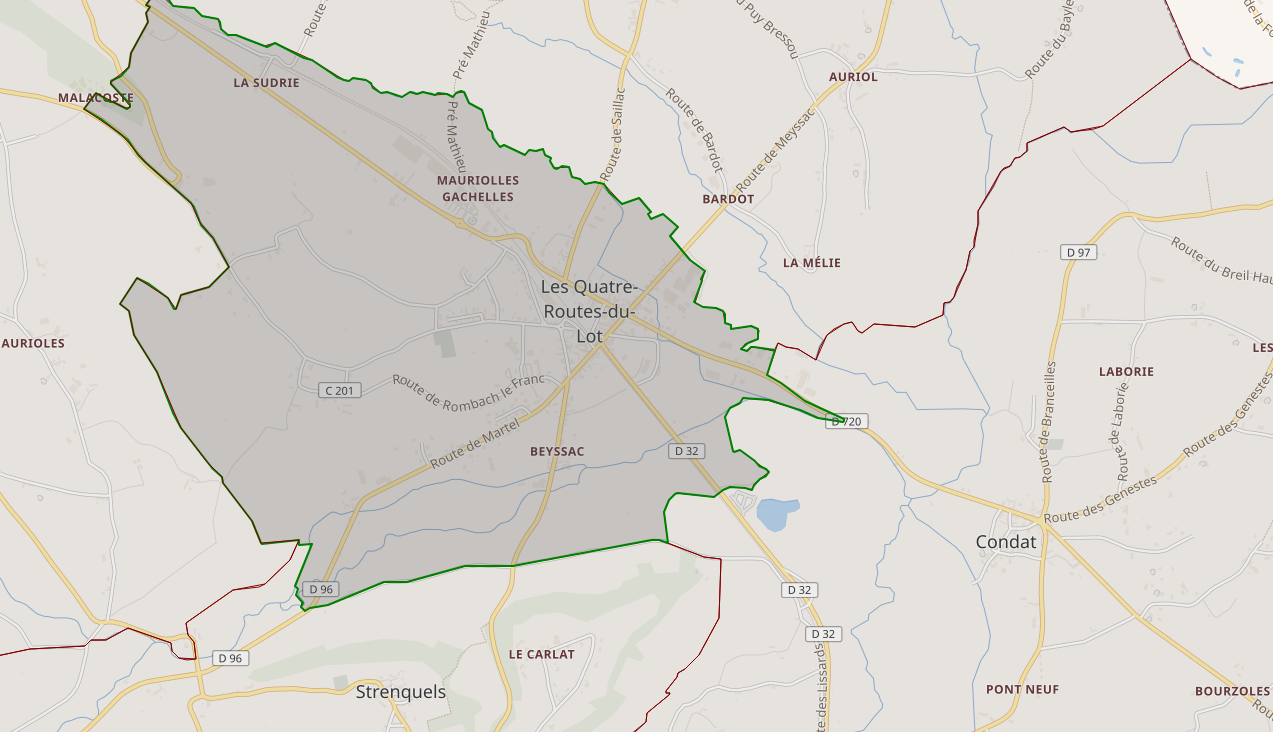 Route
Pré Mathieu
u Puy Bressou
Route du Bayle
de la Fo
LA SUDRIE
AURIOL
MALACOSTE
Pré Mathieu
Route de Saillac
Route de Bardot
Route de Meyssac
MAURIOLLES
GACHELLES
BARDOT
LA MÉLIE
D 97
Route du Breil Hau
Les Quatre-
Routes-du-
Lot
AURIOLES
LES
LABORIE
C 201
Route de Rombach le Franc
Route de Branceilles
Route de Laborie
Route des Genestes
D 720
Route de Martel
BEYSSAC
D 32
Route des Genestes
Condat
D 96
D 32
D 32
D 96
LE CARLAT
Strenquels
te des Lissards
PONT NEUF
BOURZOLES
Rou